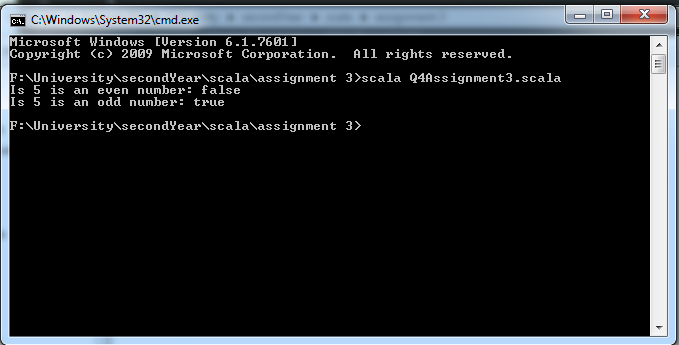 C:\Windows\System32\cmd.exe
Microsoft Windows [Version 6.1.7601]
Copyright (c) 2009 Microsoft Corporation.  All rights reserved.
F:\University\secondYear\scala\assignment 3>scala Q4Assignment3.scala
Is 5 is an even number: false
Is 5 is an odd number: true
F:\University\secondYear\scala\assignment 3>